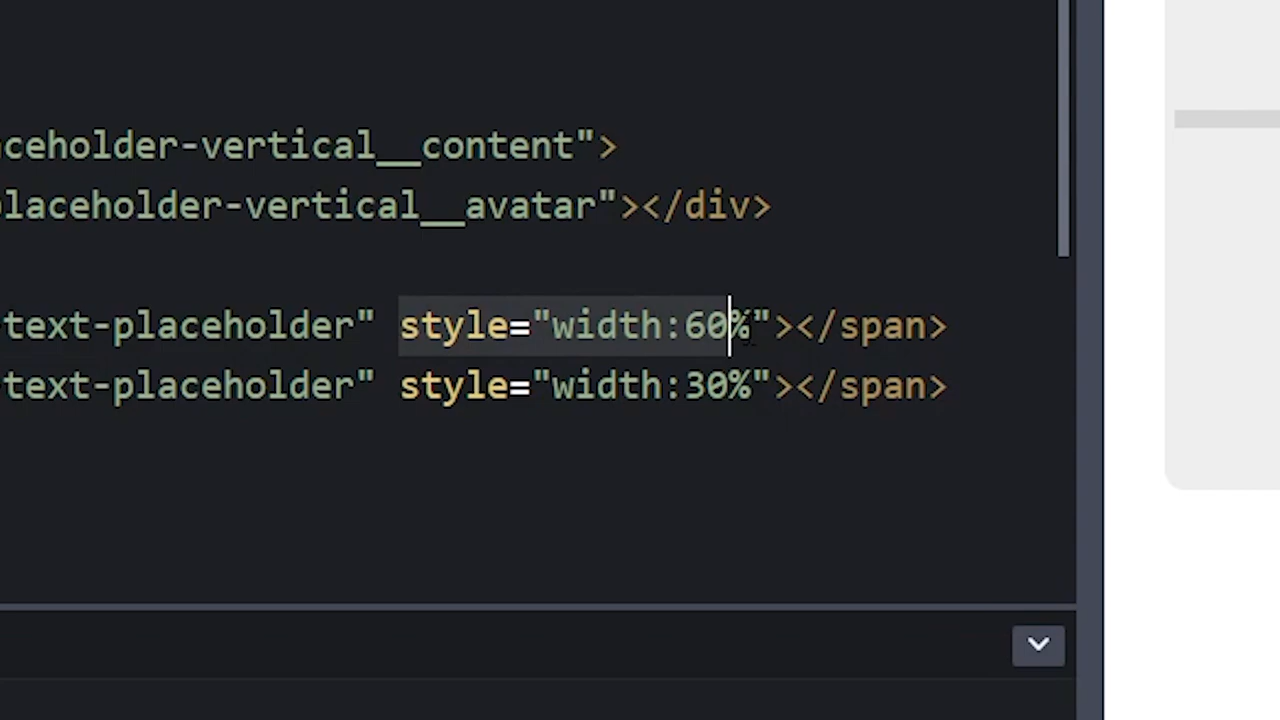 ceholder-vertical__content">
placeholder-vertical__avatar"></div>
-text-placeholder" style="width:60%"></span>
-text-placeholder" style="width:30%"></span>